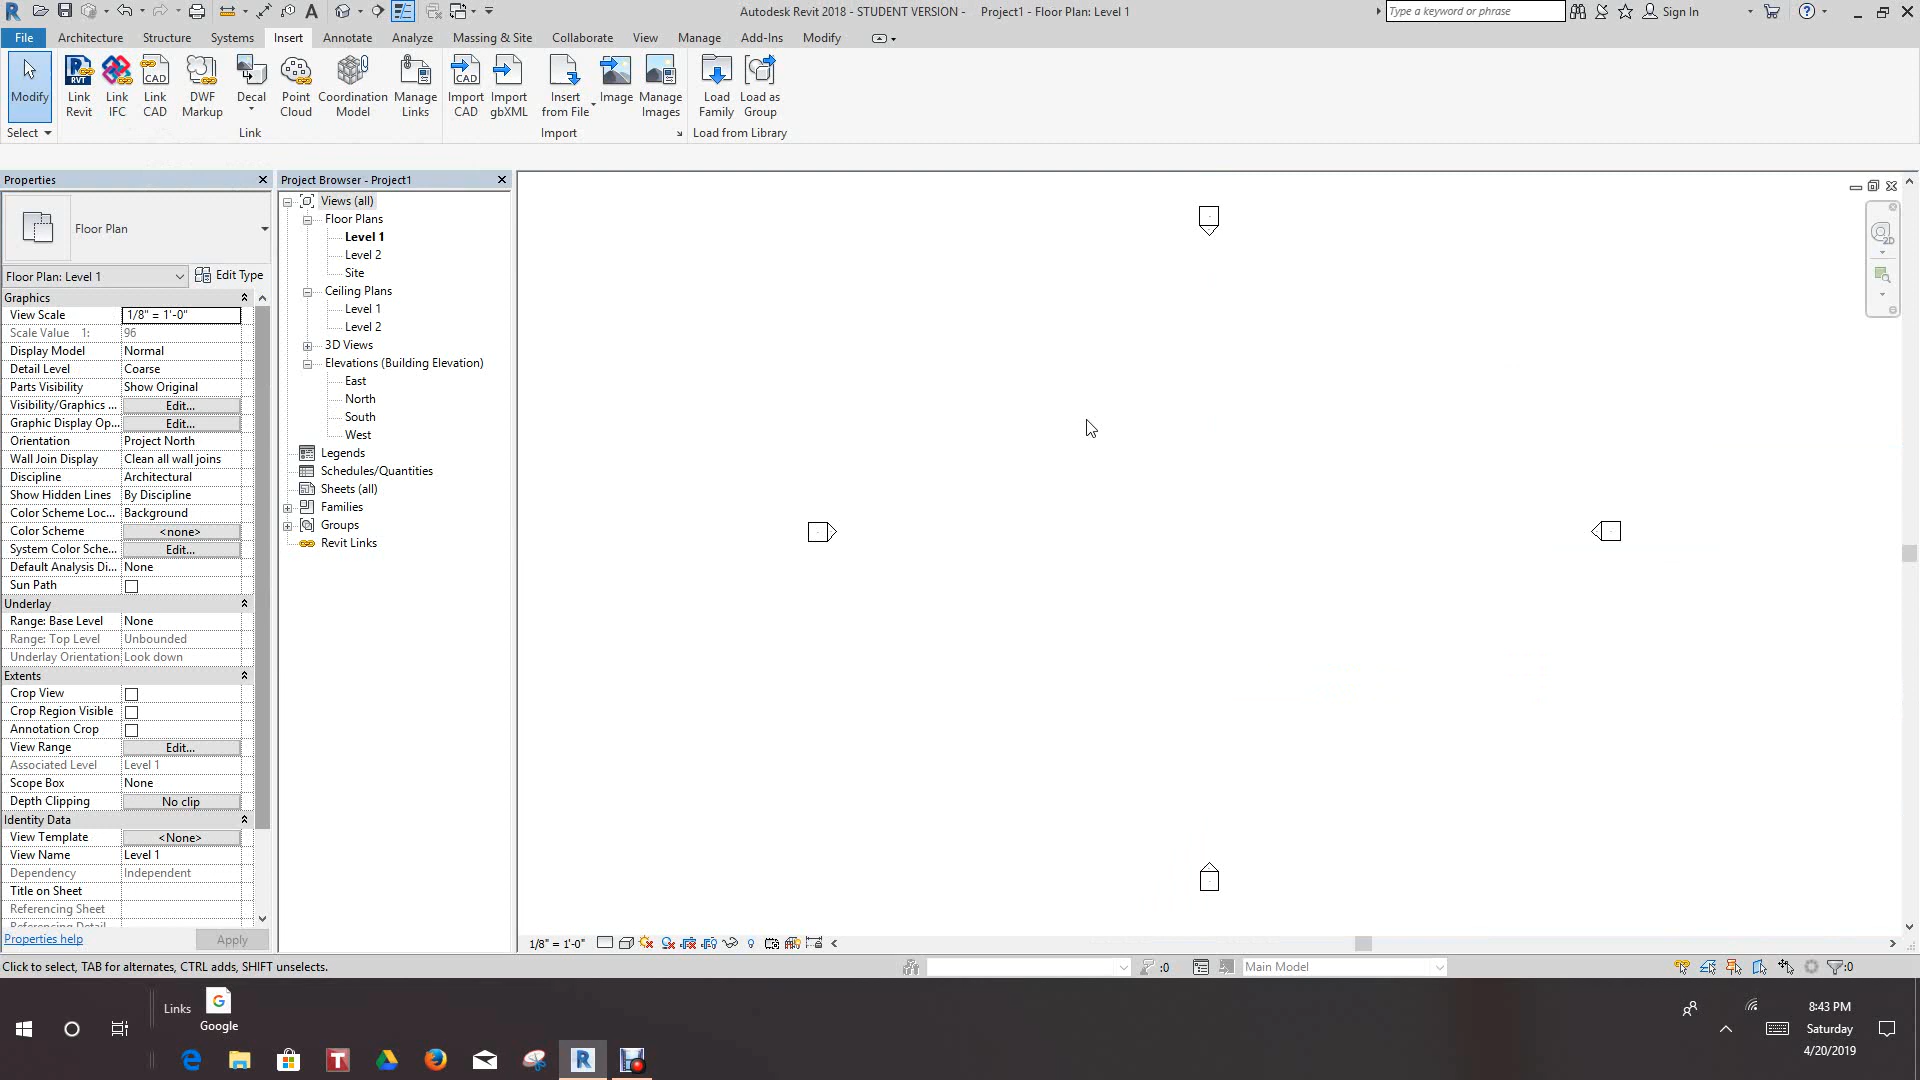 Autodesk Revit 2018 - STUDENT VERSION - Project1 - Floor Plan: Level 1
Type a keyword or phrase
Sign In
File Architecture Structure Systems Insert Annotate Analyze Massing & Site Collaborate View Manage Add-Ins Modify
Modify
Link Revit
Link IFC
Link CAD
DWF Markup
Decal
Point Cloud
Coordination Model
Manage Links
Import CAD
Import gbXML
Insert from File
Image
Manage Images
Load Family
Load as Group
Select Link Import Load from Library
Properties
Floor Plan
Floor Plan: Level 1 Edit Type
Graphics
View Scale 1/8" = 1'-0"
Scale Value 1: 96
Display Model Normal
Detail Level Coarse
Parts Visibility Show Original
Visibility/Graphics ... Edit...
Graphic Display Op... Edit...
Orientation Project North
Wall Join Display Clean all wall joins
Discipline Architectural
Show Hidden Lines By Discipline
Color Scheme Loc... Background
Color Scheme <none>
System Color Sche... Edit...
Default Analysis Di... None
Sun Path
Underlay
Range: Base Level None
Range: Top Level Unbounded
Underlay Orientation Look down
Extents
Crop View
Crop Region Visible
Annotation Crop
View Range Edit...
Associated Level Level 1
Scope Box None
Depth Clipping No clip
Identity Data
View Template <None>
View Name Level 1
Dependency Independent
Title on Sheet
Referencing Sheet
Referencing Detail
Properties help Apply
Project Browser - Project1
Views (all)
Floor Plans
Level 1
Level 2
Site
Ceiling Plans
Level 1
Level 2
3D Views
Elevations (Building Elevation)
East
North
South
West
Legends
Schedules/Quantities
Sheets (all)
Families
Groups
Revit Links
2D
1/8" = 1'-0"
Click to select, TAB for alternates, CTRL adds, SHIFT unselects.
:0
Main Model
:0
Links
Google
8:43 PM
Saturday
4/20/2019